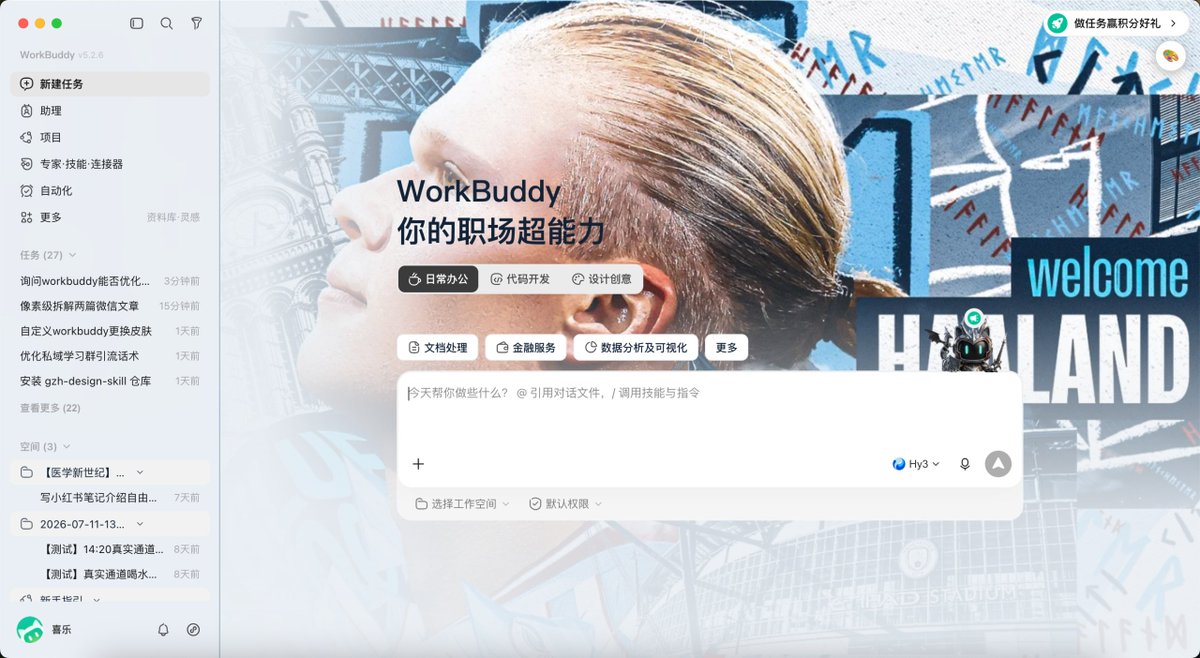 WorkBuddy v5.2.6
新建任务
助理
项目
专家·技能·连接器
自动化
更多
资料库·灵感
任务 (27)
询问workbuddy能否优化... 3分钟前
像素级拆解两篇微信文章 15分钟前
自定义workbuddy更换皮肤 1天前
优化私域学习群引流话术 1天前
安装 gzh-design-skill 仓库 1天前
查看更多 (22)
空间 (3)
【医学新世纪】...
写小红书笔记介绍自由... 7天前
2026-07-11-13...
【测试】14:20真实通道... 8天前
【测试】真实通道喝水... 8天前
新手指引
喜乐
做任务赢积分好礼
WorkBuddy
你的职场超能力
日常办公 代码开发 设计创意
文档处理 金融服务 数据分析及可视化 更多
今天帮你做些什么? @ 引用对话文件, / 调用技能与指令
Hy3
选择工作空间 默认权限
welcome
HAALAND
STADIUM